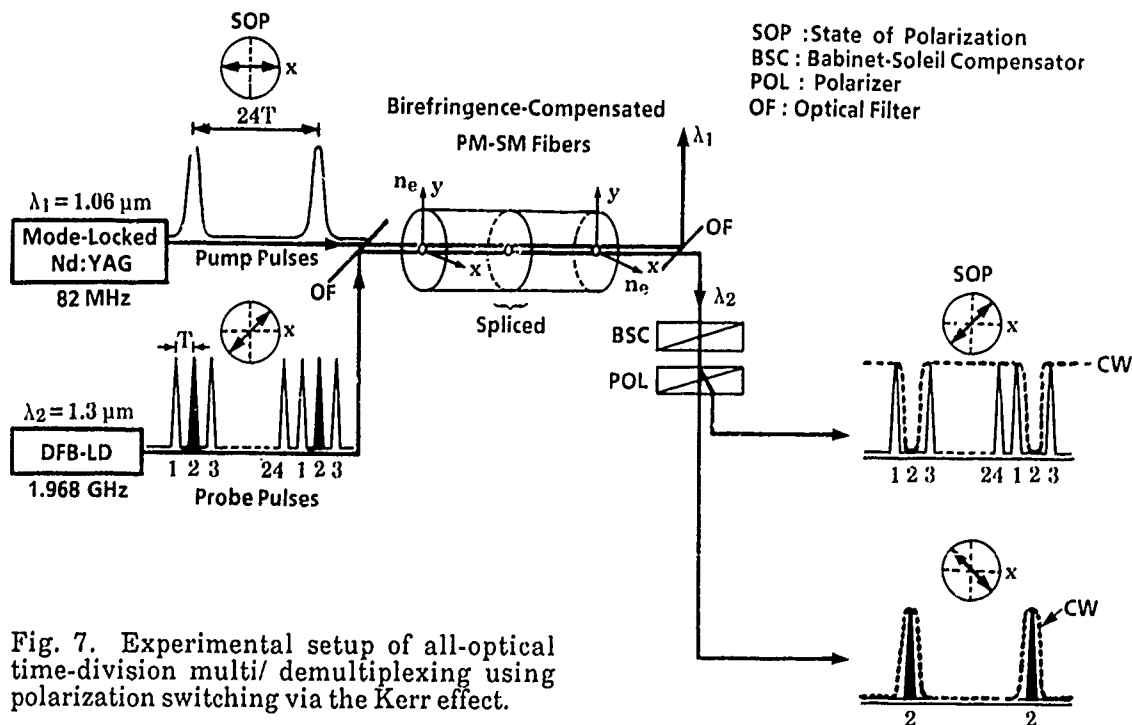 SOP
x
24T
λ1 = 1.06 μm
Mode-Locked
Nd:YAG
82 MHz
Pump Pulses
OF
Birefringence-Compensated
PM-SM Fibers
ne y
x
y
x
ne
Spliced
λ1
OF
λ2
SOP : State of Polarization
BSC : Babinet-Soleil Compensator
POL : Polarizer
OF : Optical Filter
T
x
λ2 = 1.3 μm
DFB-LD
1.968 GHz
1 2 3 24 1 2 3
Probe Pulses
BSC
POL
SOP
x
CW
1 2 3 24 1 2 3
x
CW
2 2
Fig. 7. Experimental setup of all-optical
time-division multi/ demultiplexing using
polarization switching via the Kerr effect.